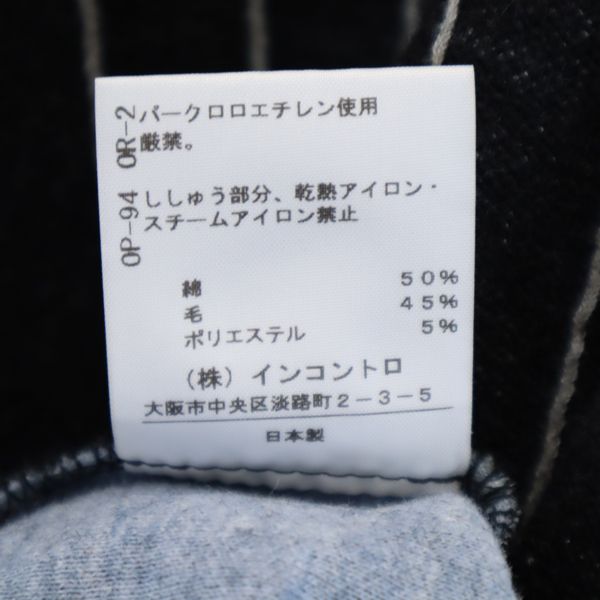 パークロロエチレン使用
厳禁。
ししゅう部分、乾熱アイロン・
スチームアイロン禁止
綿 50%
毛 45%
ポリエステル 5%
(株) インコントロ
大阪市中央区淡路町2-3-5
日本製
OP-94 OR-2